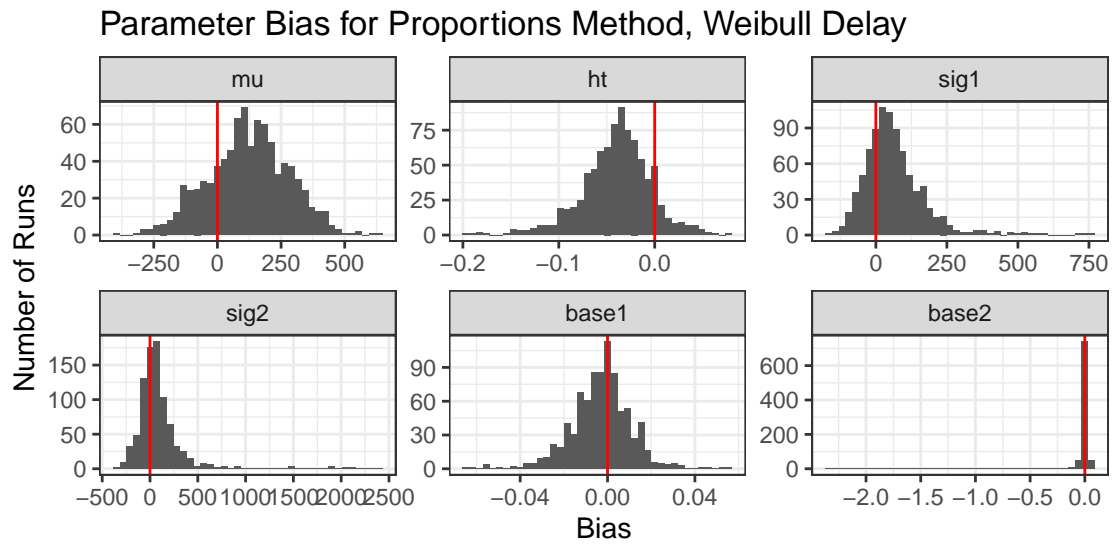 Parameter Bias for Proportions Method, Weibull Delay
mu
ht
sig1
60
40
20
0
−250 0 250 500
75
50
25
0
−0.2 −0.1 0.0
90
60
30
0
0 250 500 750
sig2
base1
base2
150
100
50
0
−500 0 500 1000 1500 2000 2500
90
60
30
0
−0.04 0.00 0.04
600
400
200
0
−2.0 −1.5 −1.0 −0.5 0.0
Number of Runs
Bias